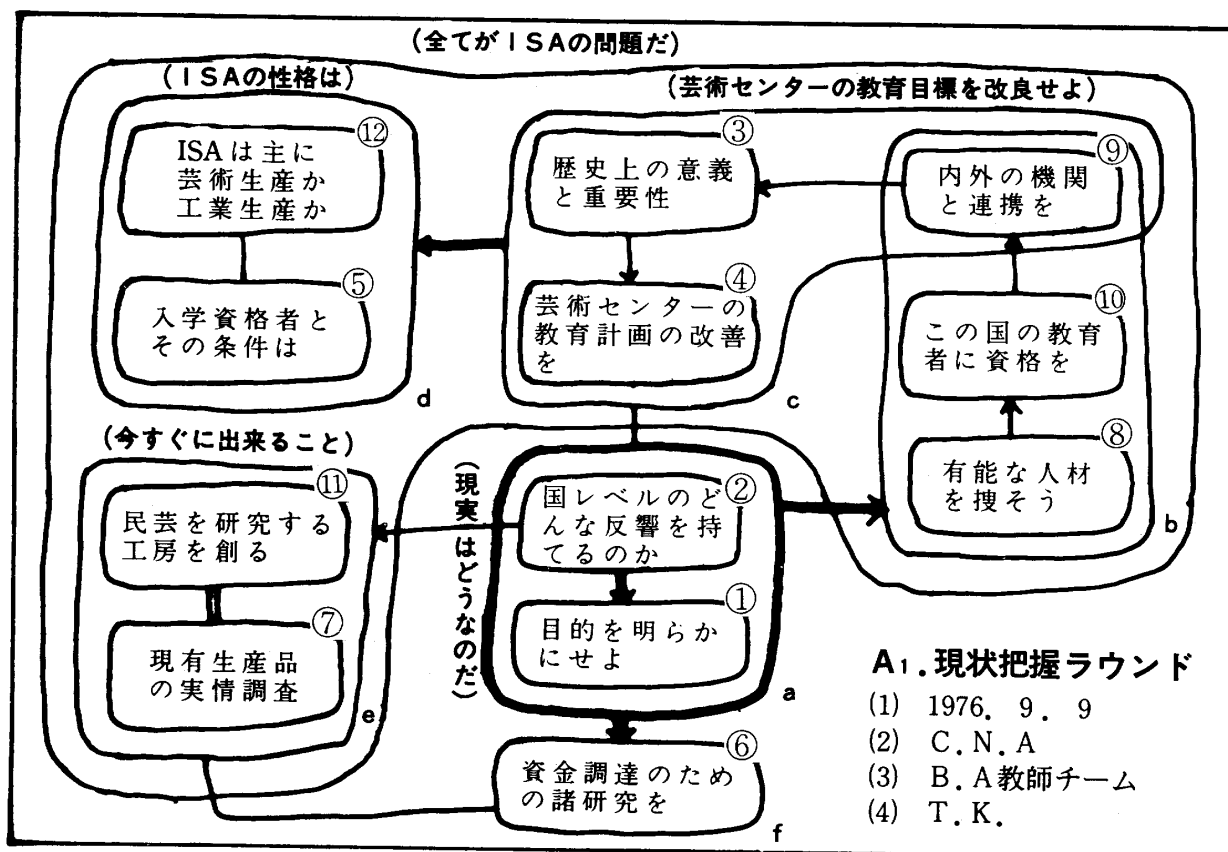 (全てがISAの問題だ)
(ISAの性格は)
(芸術センターの教育目標を改良せよ)
⑫
ISAは主に
芸術生産か
工業生産か
⑤
入学資格者と
その条件は
d
③
歴史上の意義
と重要性
④
芸術センターの
教育計画の改善
を
c
⑨
内外の機関
と連携を
⑩
この国の教育
者に資格を
⑧
有能な人材
を捜そう
b
(今すぐに出来ること)
⑪
民芸を研究する
工房を創る
⑦
現有生産品
の実情調査
e
(現実はどうなのだ)
②
国レベルのど
んな反響を持
てるのか
①
目的を明らか
にせよ
a
⑥
資金調達のため
の諸研究を
f
A1.現状把握ラウンド
(1) 1976. 9. 9
(2) C.N.A
(3) B.A教師チーム
(4) T.K.